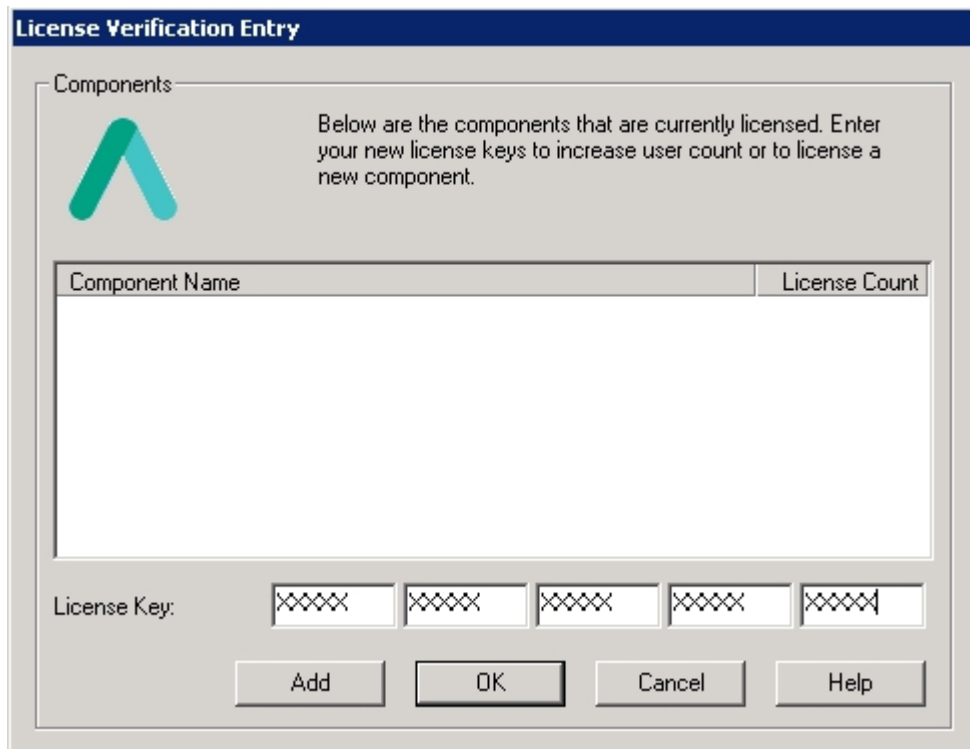 License Verification Entry
Components
Below are the components that are currently licensed. Enter
your new license keys to increase user count or to license a
new component.
Component Name License Count
License Key: XXXXX XXXXX XXXXX XXXXX XXXXX
Add OK Cancel Help